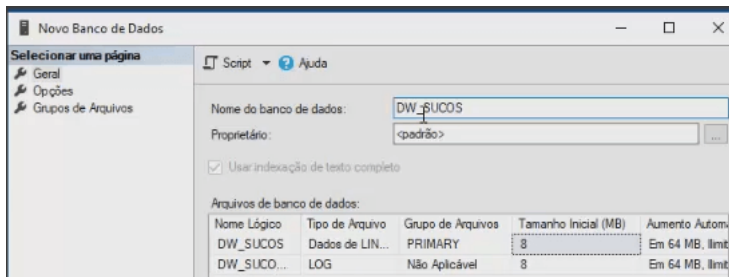 Novo Banco de Dados
Selecionar uma página
Geral
Opções
Grupos de Arquivos
Script
Ajuda
Nome do banco de dados: DW_SUCOS
Proprietário: <padrão> ...
Usar indexação de texto completo
Arquivos de banco de dados:
Nome Lógico Tipo de Arquivo Grupo de Arquivos Tamanho Inicial (MB) Aumento Autom
DW_SUCOS Dados de LIN... PRIMARY 8 Em 64 MB, Ilimit
DW_SUCO... LOG Não Aplicável 8 Em 64 MB, Ilimit